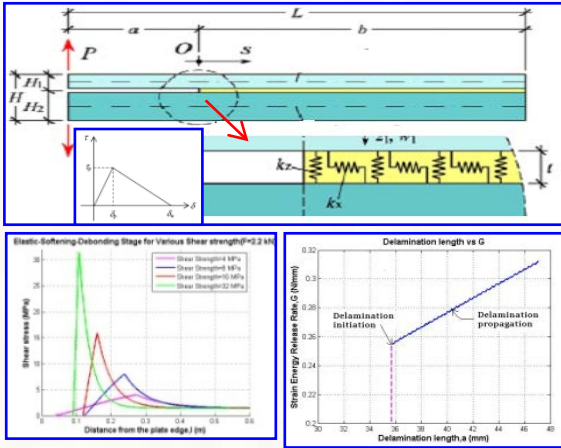 L
a
b
P
O
s
H₁
H
H₂
z₁, w₁
kz
kx
t
τ
δ
Elastic-Softening-Debonding Stage for Various Shear strength(F=2.2 kN)
Shear Strength=4 MPa
Shear Strength=8 MPa
Shear Strength=16 MPa
Shear Strength=32 MPa
Shear stress (MPa)
30
25
20
15
10
5
0
0 0.1 0.2 0.3 0.4 0.5 0.6
Distance from the plate edge,l (m)
Delamination length vs G
Strain Energy Release Rate,G (N/mm)
0.32
0.3
0.28
0.26
0.24
0.22
0.2
Delamination
initiation
Delamination
propagation
30 32 34 36 38 40 42 44 46 48
Delamination length,a (mm)